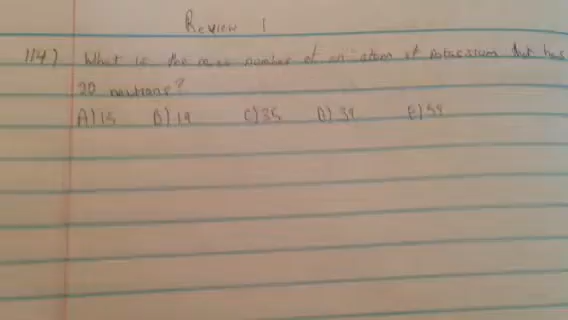 Review 1
114) What is the mass number of an atom of potassium that has
20 neutrons?
A) 15 B) 19 C) 35 D) 39 E) 59